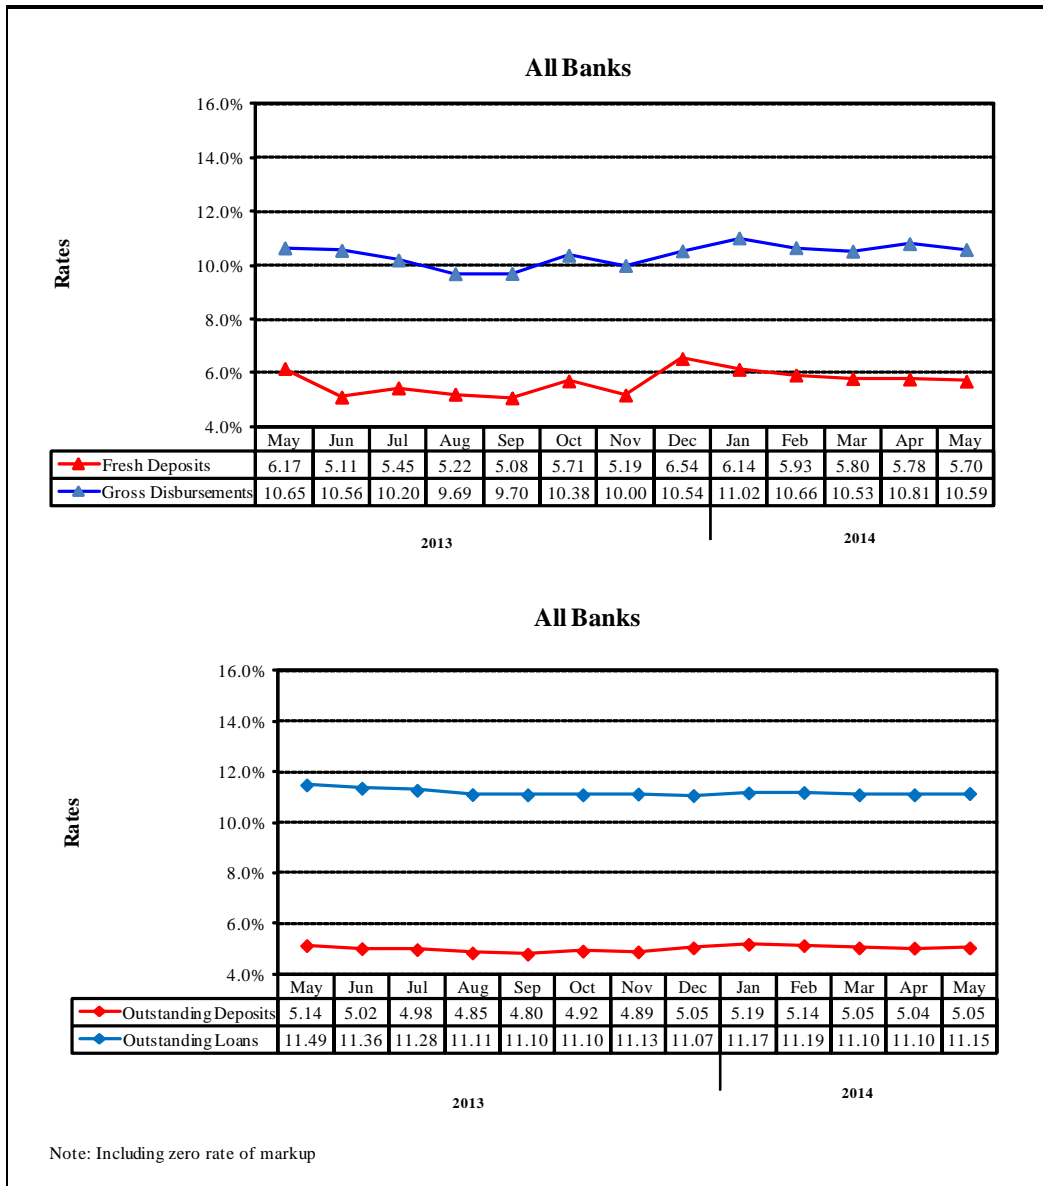 All Banks
16.0%
14.0%
12.0%
10.0%
8.0%
6.0%
4.0%
Rates
May Jun Jul Aug Sep Oct Nov Dec Jan Feb Mar Apr May
Fresh Deposits 6.17 5.11 5.45 5.22 5.08 5.71 5.19 6.54 6.14 5.93 5.80 5.78 5.70
Gross Disbursements 10.65 10.56 10.20 9.69 9.70 10.38 10.00 10.54 11.02 10.66 10.53 10.81 10.59
2013 2014
All Banks
16.0%
14.0%
12.0%
10.0%
8.0%
6.0%
4.0%
Rates
May Jun Jul Aug Sep Oct Nov Dec Jan Feb Mar Apr May
Outstanding Deposits 5.14 5.02 4.98 4.85 4.80 4.92 4.89 5.05 5.19 5.14 5.05 5.04 5.05
Outstanding Loans 11.49 11.36 11.28 11.11 11.10 11.10 11.13 11.07 11.17 11.19 11.10 11.10 11.15
2013 2014
Note: Including zero rate of markup